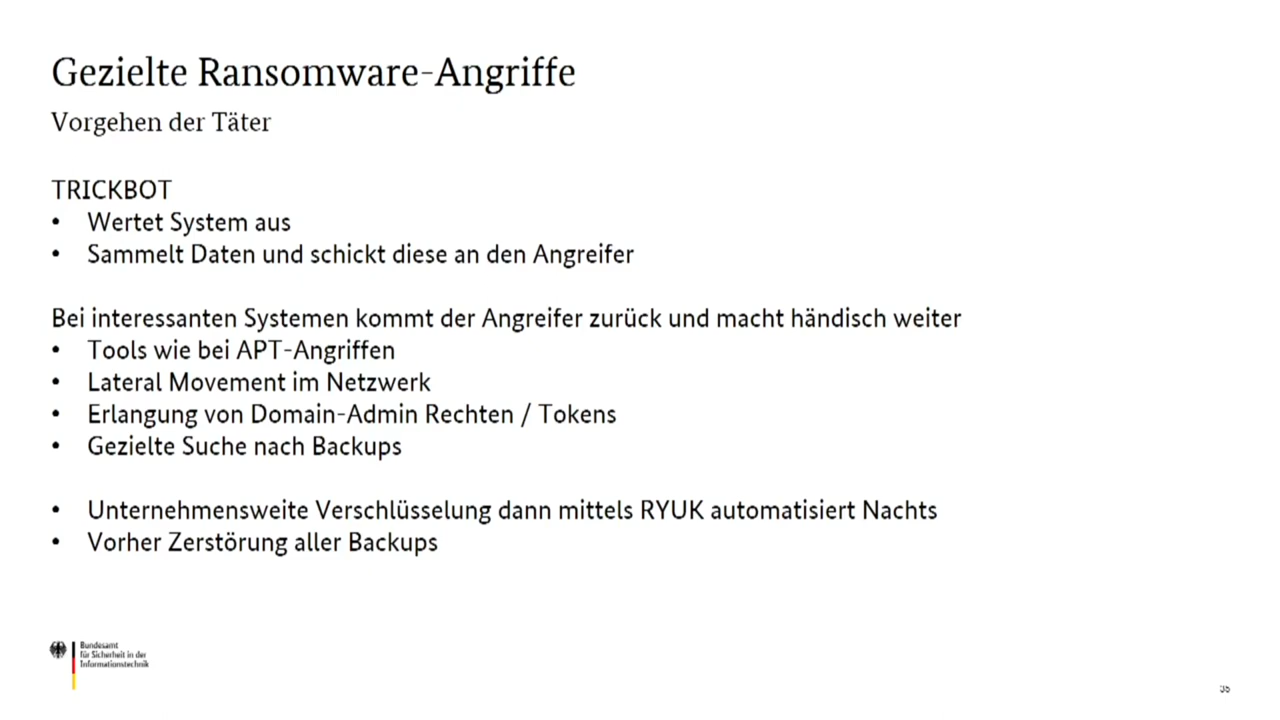 Gezielte Ransomware-Angriffe
Vorgehen der Täter
TRICKBOT
• Wertet System aus
• Sammelt Daten und schickt diese an den Angreifer
Bei interessanten Systemen kommt der Angreifer zurück und macht händisch weiter
• Tools wie bei APT-Angriffen
• Lateral Movement im Netzwerk
• Erlangung von Domain-Admin Rechten / Tokens
• Gezielte Suche nach Backups
• Unternehmensweite Verschlüsselung dann mittels RYUK automatisiert Nachts
• Vorher Zerstörung aller Backups
Bundesamt
für Sicherheit in der
Informationstechnik